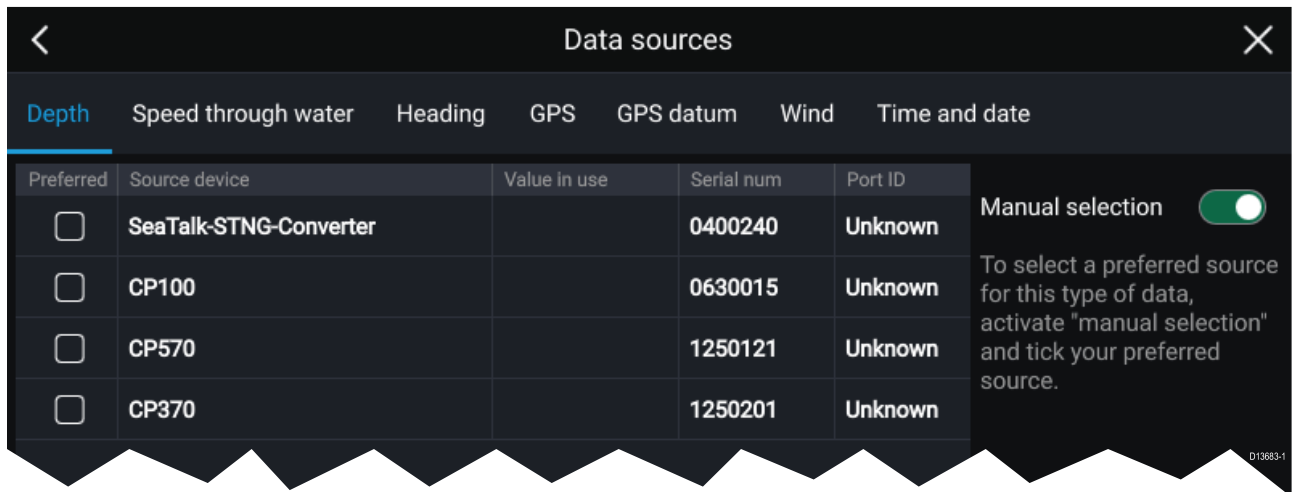 Data sources
Depth Speed through water Heading GPS GPS datum Wind Time and date
Preferred Source device Value in use Serial num Port ID
SeaTalk-STNG-Converter 0400240 Unknown
CP100 0630015 Unknown
CP570 1250121 Unknown
CP370 1250201 Unknown
Manual selection
To select a preferred source
for this type of data,
activate "manual selection"
and tick your preferred
source.
D13683-1